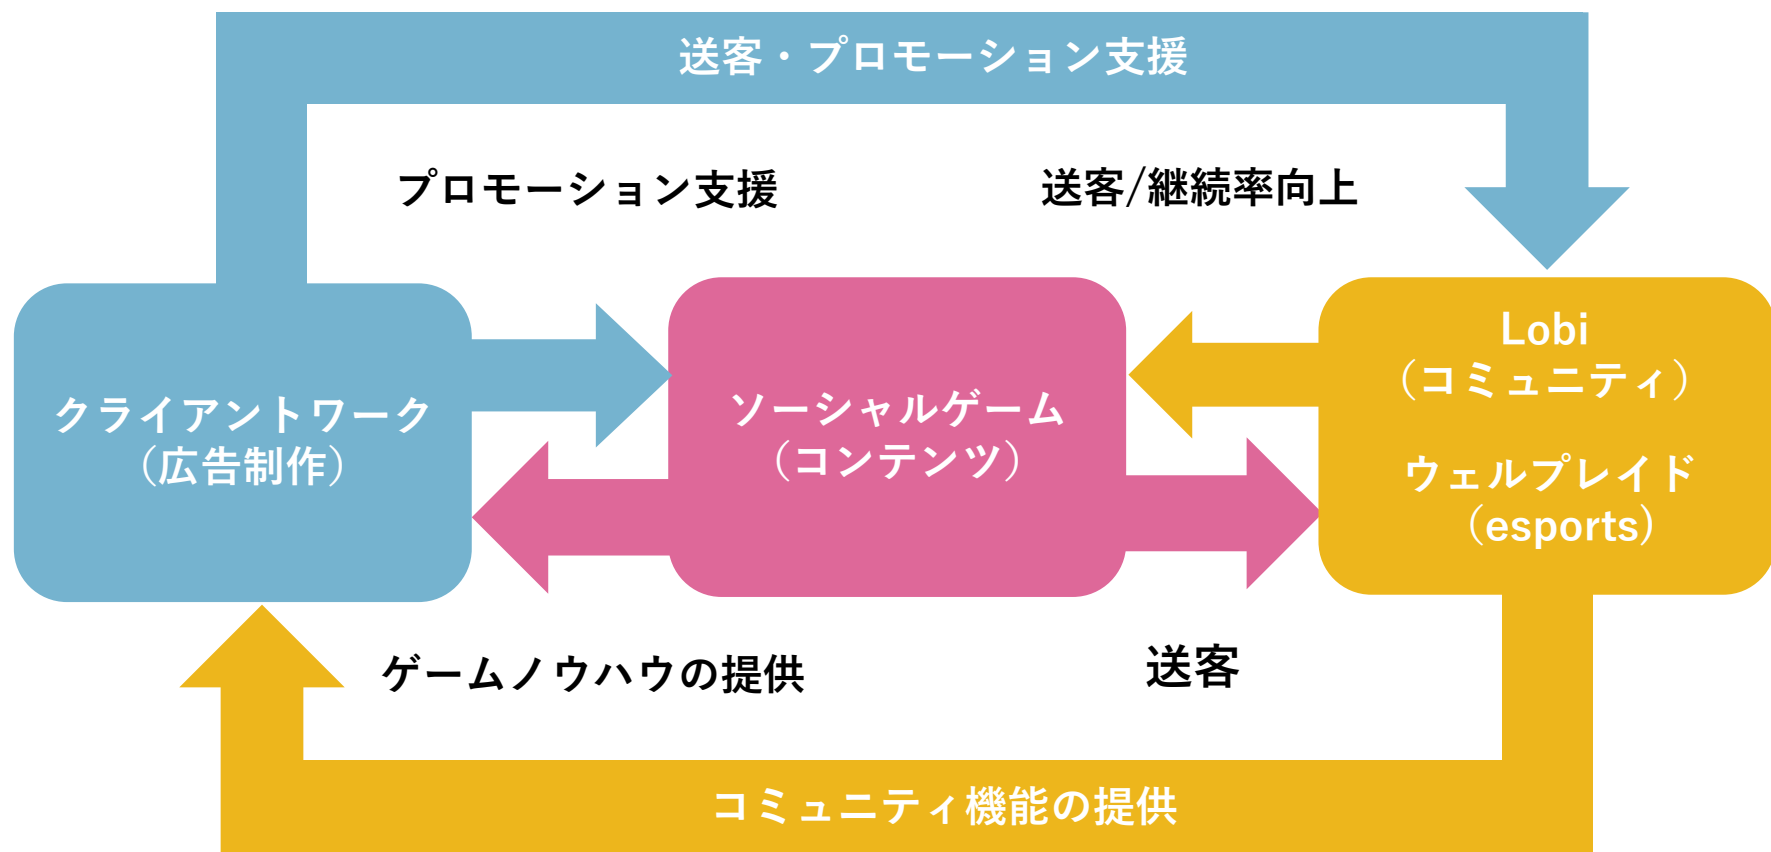 送客・プロモーション支援
プロモーション支援
送客/継続率向上
クライアントワーク
（広告制作）
ソーシャルゲーム
（コンテンツ）
Lobi
（コミュニティ）
ウェルプレイド
（esports）
ゲームノウハウの提供
送客
コミュニティ機能の提供